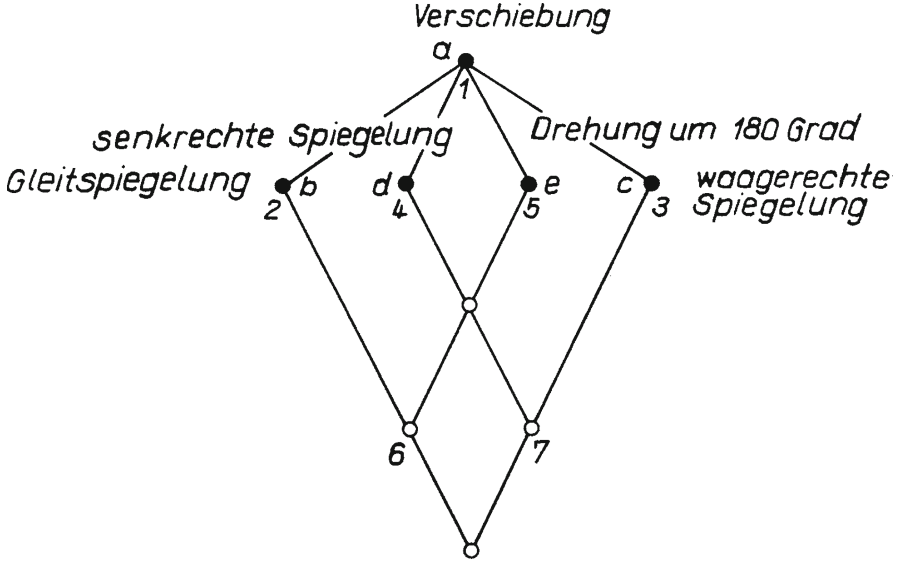 Verschiebung
a
1
senkrechte Spiegelung
Drehung um 180 Grad
Gleitspiegelung
b
2
d
4
e
5
c
3
waagerechte
Spiegelung
6
7